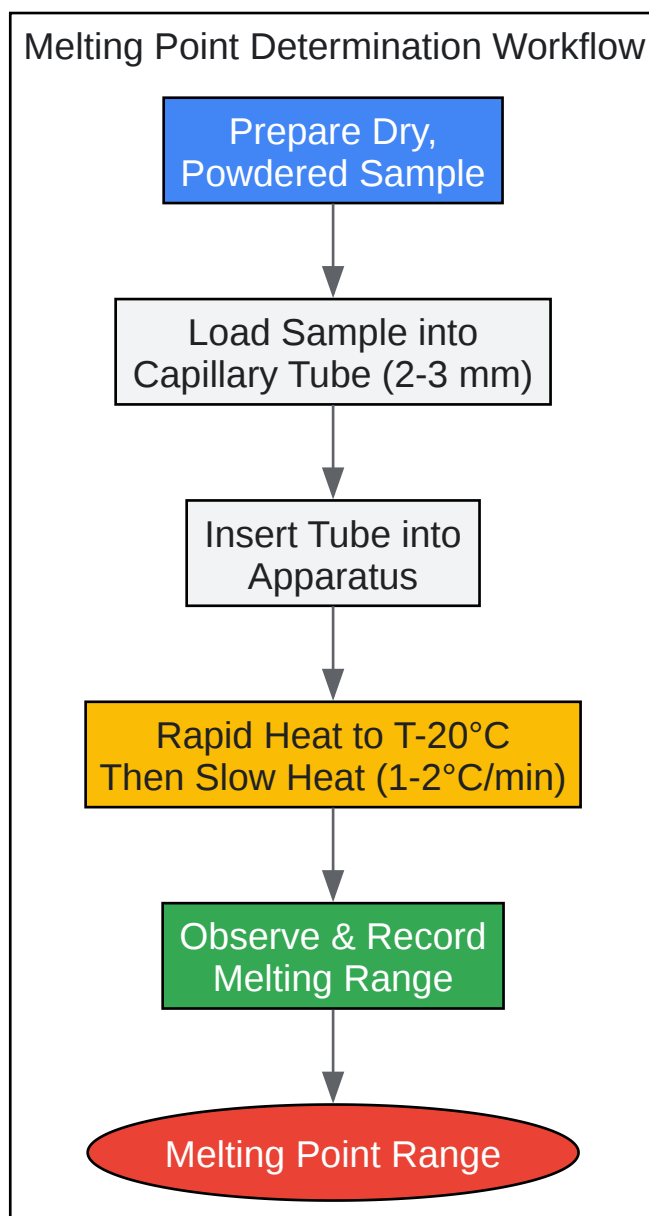 Melting Point Determination Workflow
Prepare Dry,
Powdered Sample
Load Sample into
Capillary Tube (2-3 mm)
Insert Tube into
Apparatus
Rapid Heat to T-20°C
Then Slow Heat (1-2°C/min)
Observe & Record
Melting Range
Melting Point Range